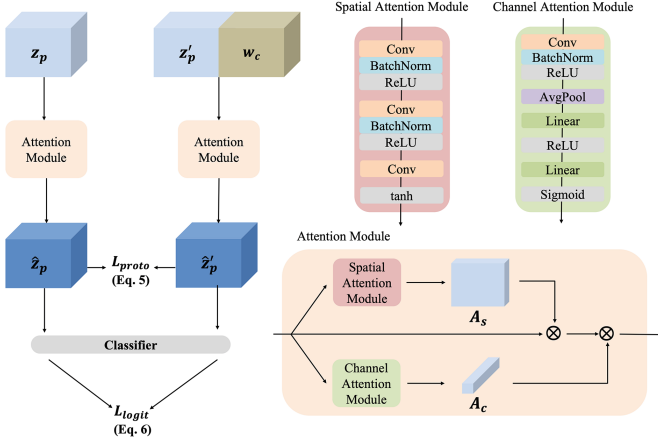 Spatial Attention Module
Channel Attention Module
z_p
z'_p
w_c
Conv
BatchNorm
ReLU
Conv
BatchNorm
ReLU
Conv
tanh
Conv
BatchNorm
ReLU
AvgPool
Linear
ReLU
Linear
Sigmoid
Attention
Module
Attention
Module
ẑ_p
L_proto
(Eq. 5)
ẑ'_p
Classifier
L_logit
(Eq. 6)
Attention Module
Spatial
Attention
Module
A_s
⊗
⊗
Channel
Attention
Module
A_c